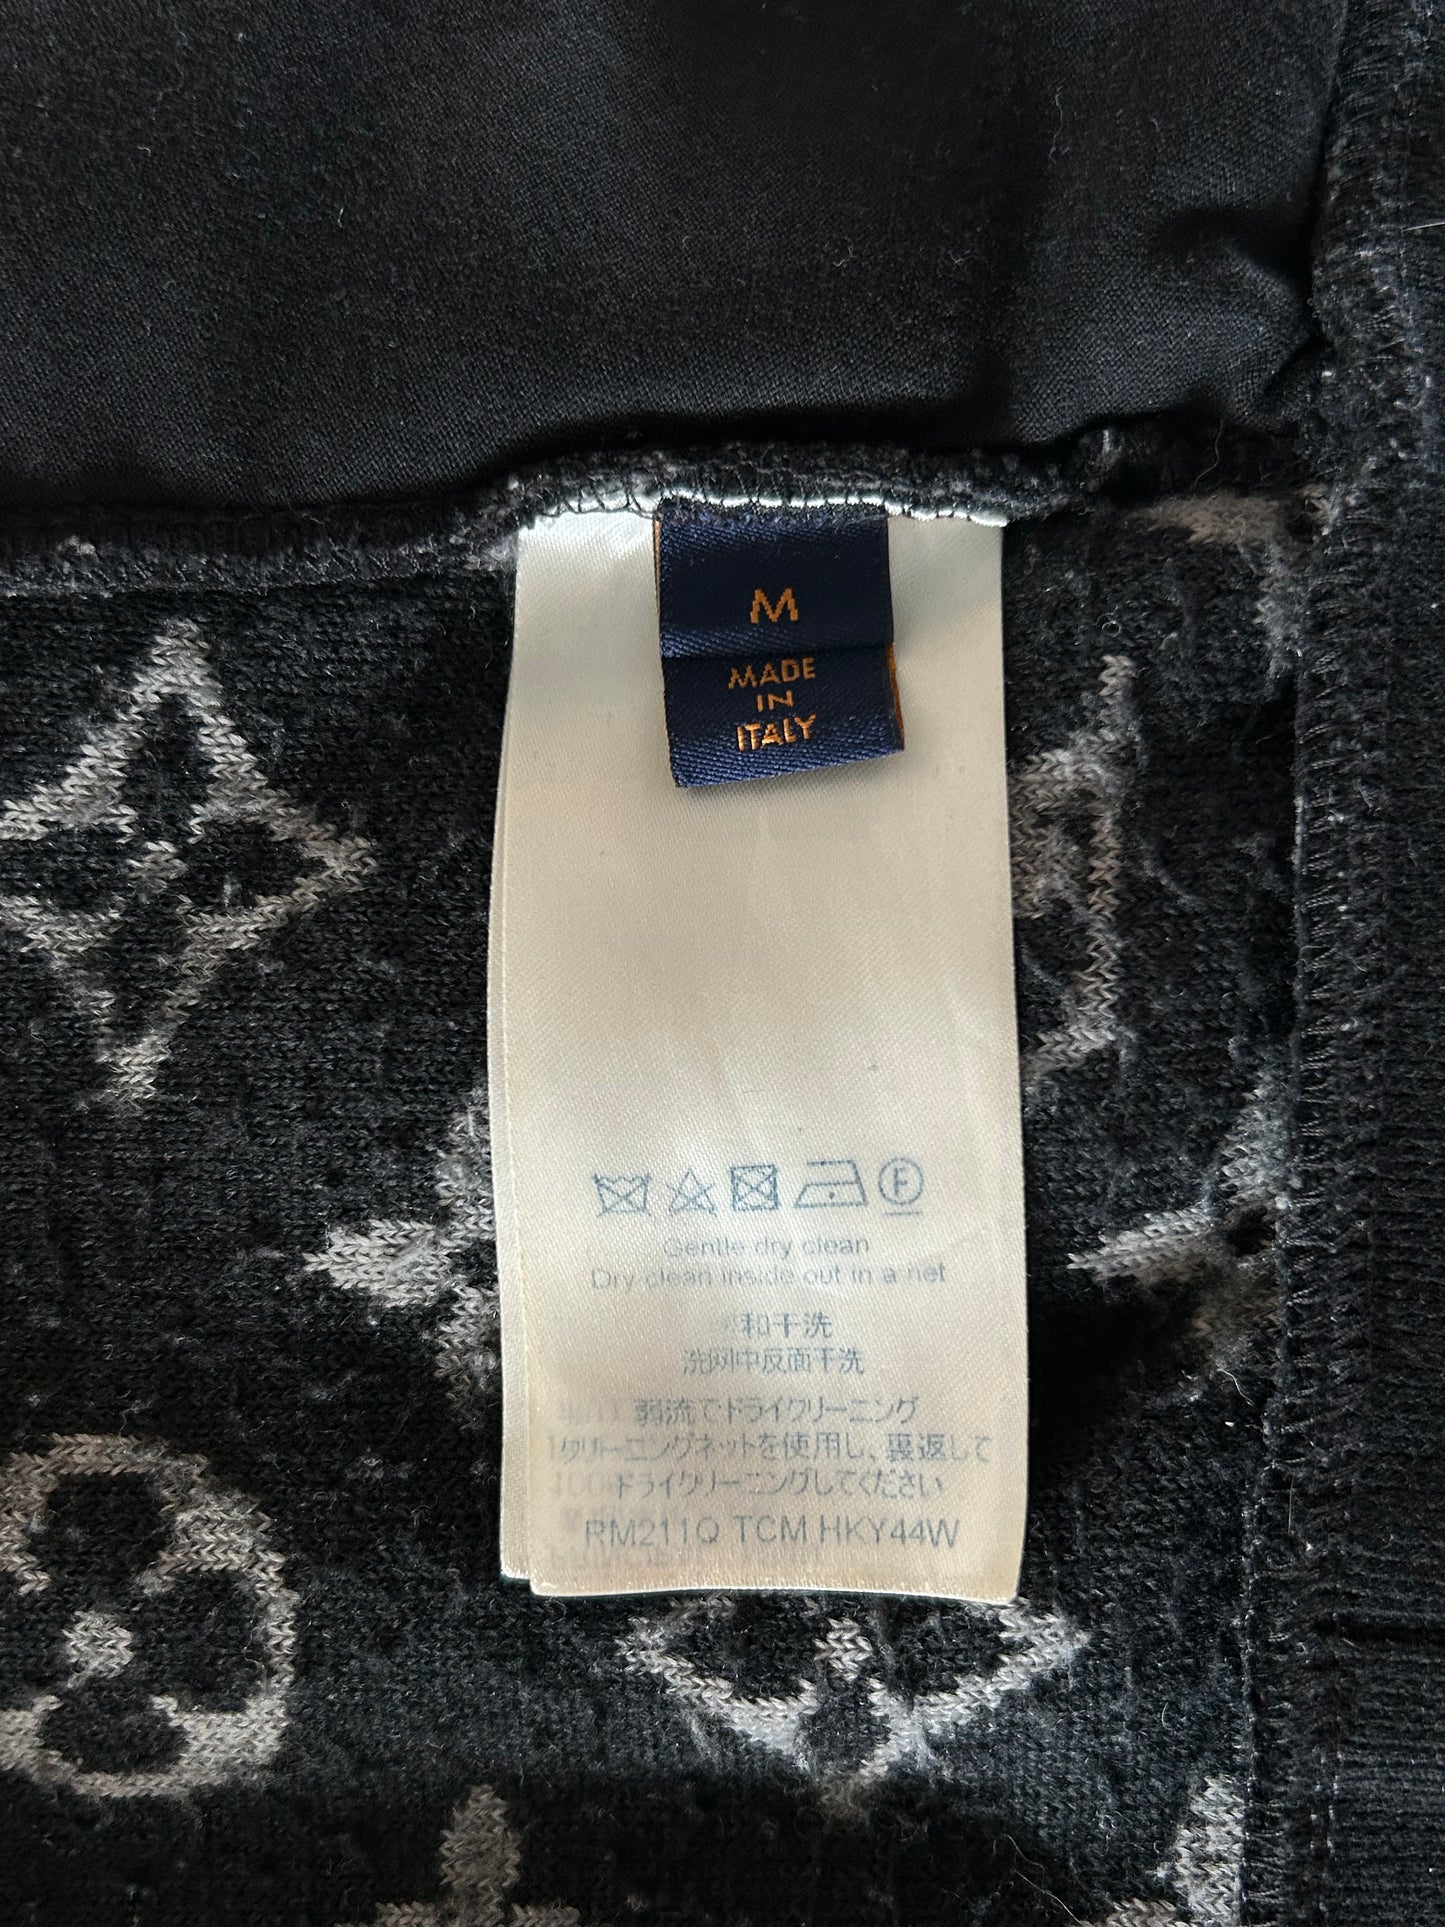 M
MADE
IN
ITALY
F
Gentle dry clean
Dry clean inside out in a net
和干洗
洗网中反面干洗
弱流でドライクリーニング
クリーニングネットを使用し、裏返して
ドライクリーニングしてください
RM211Q TCM HKY44W